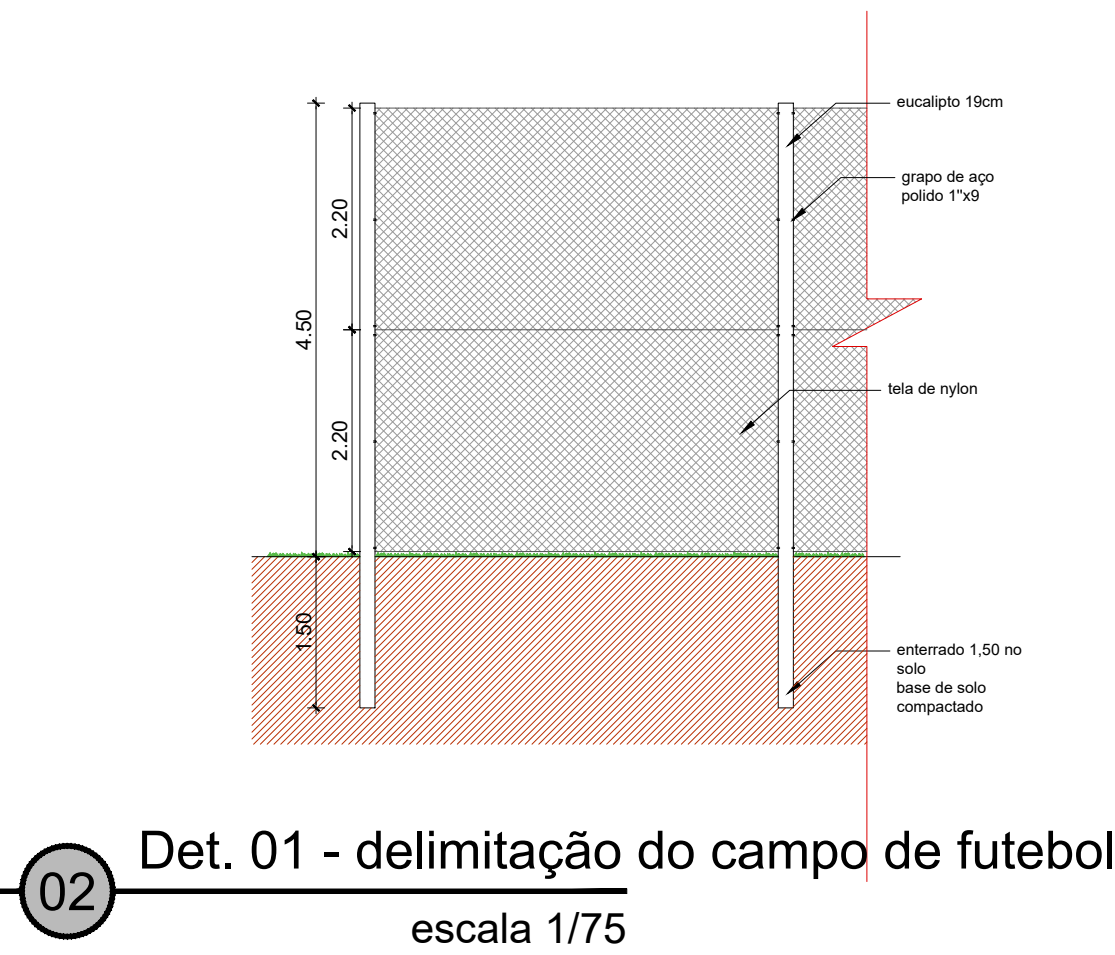 eucalipto 19cm
grapo de aço
polido 1"x9
2.20
4.50
tela de nylon
2.20
1.50
enterrado 1,50 no
solo
base de solo
compactado
Det. 01 - delimitação do campo de futebol
02
escala 1/75